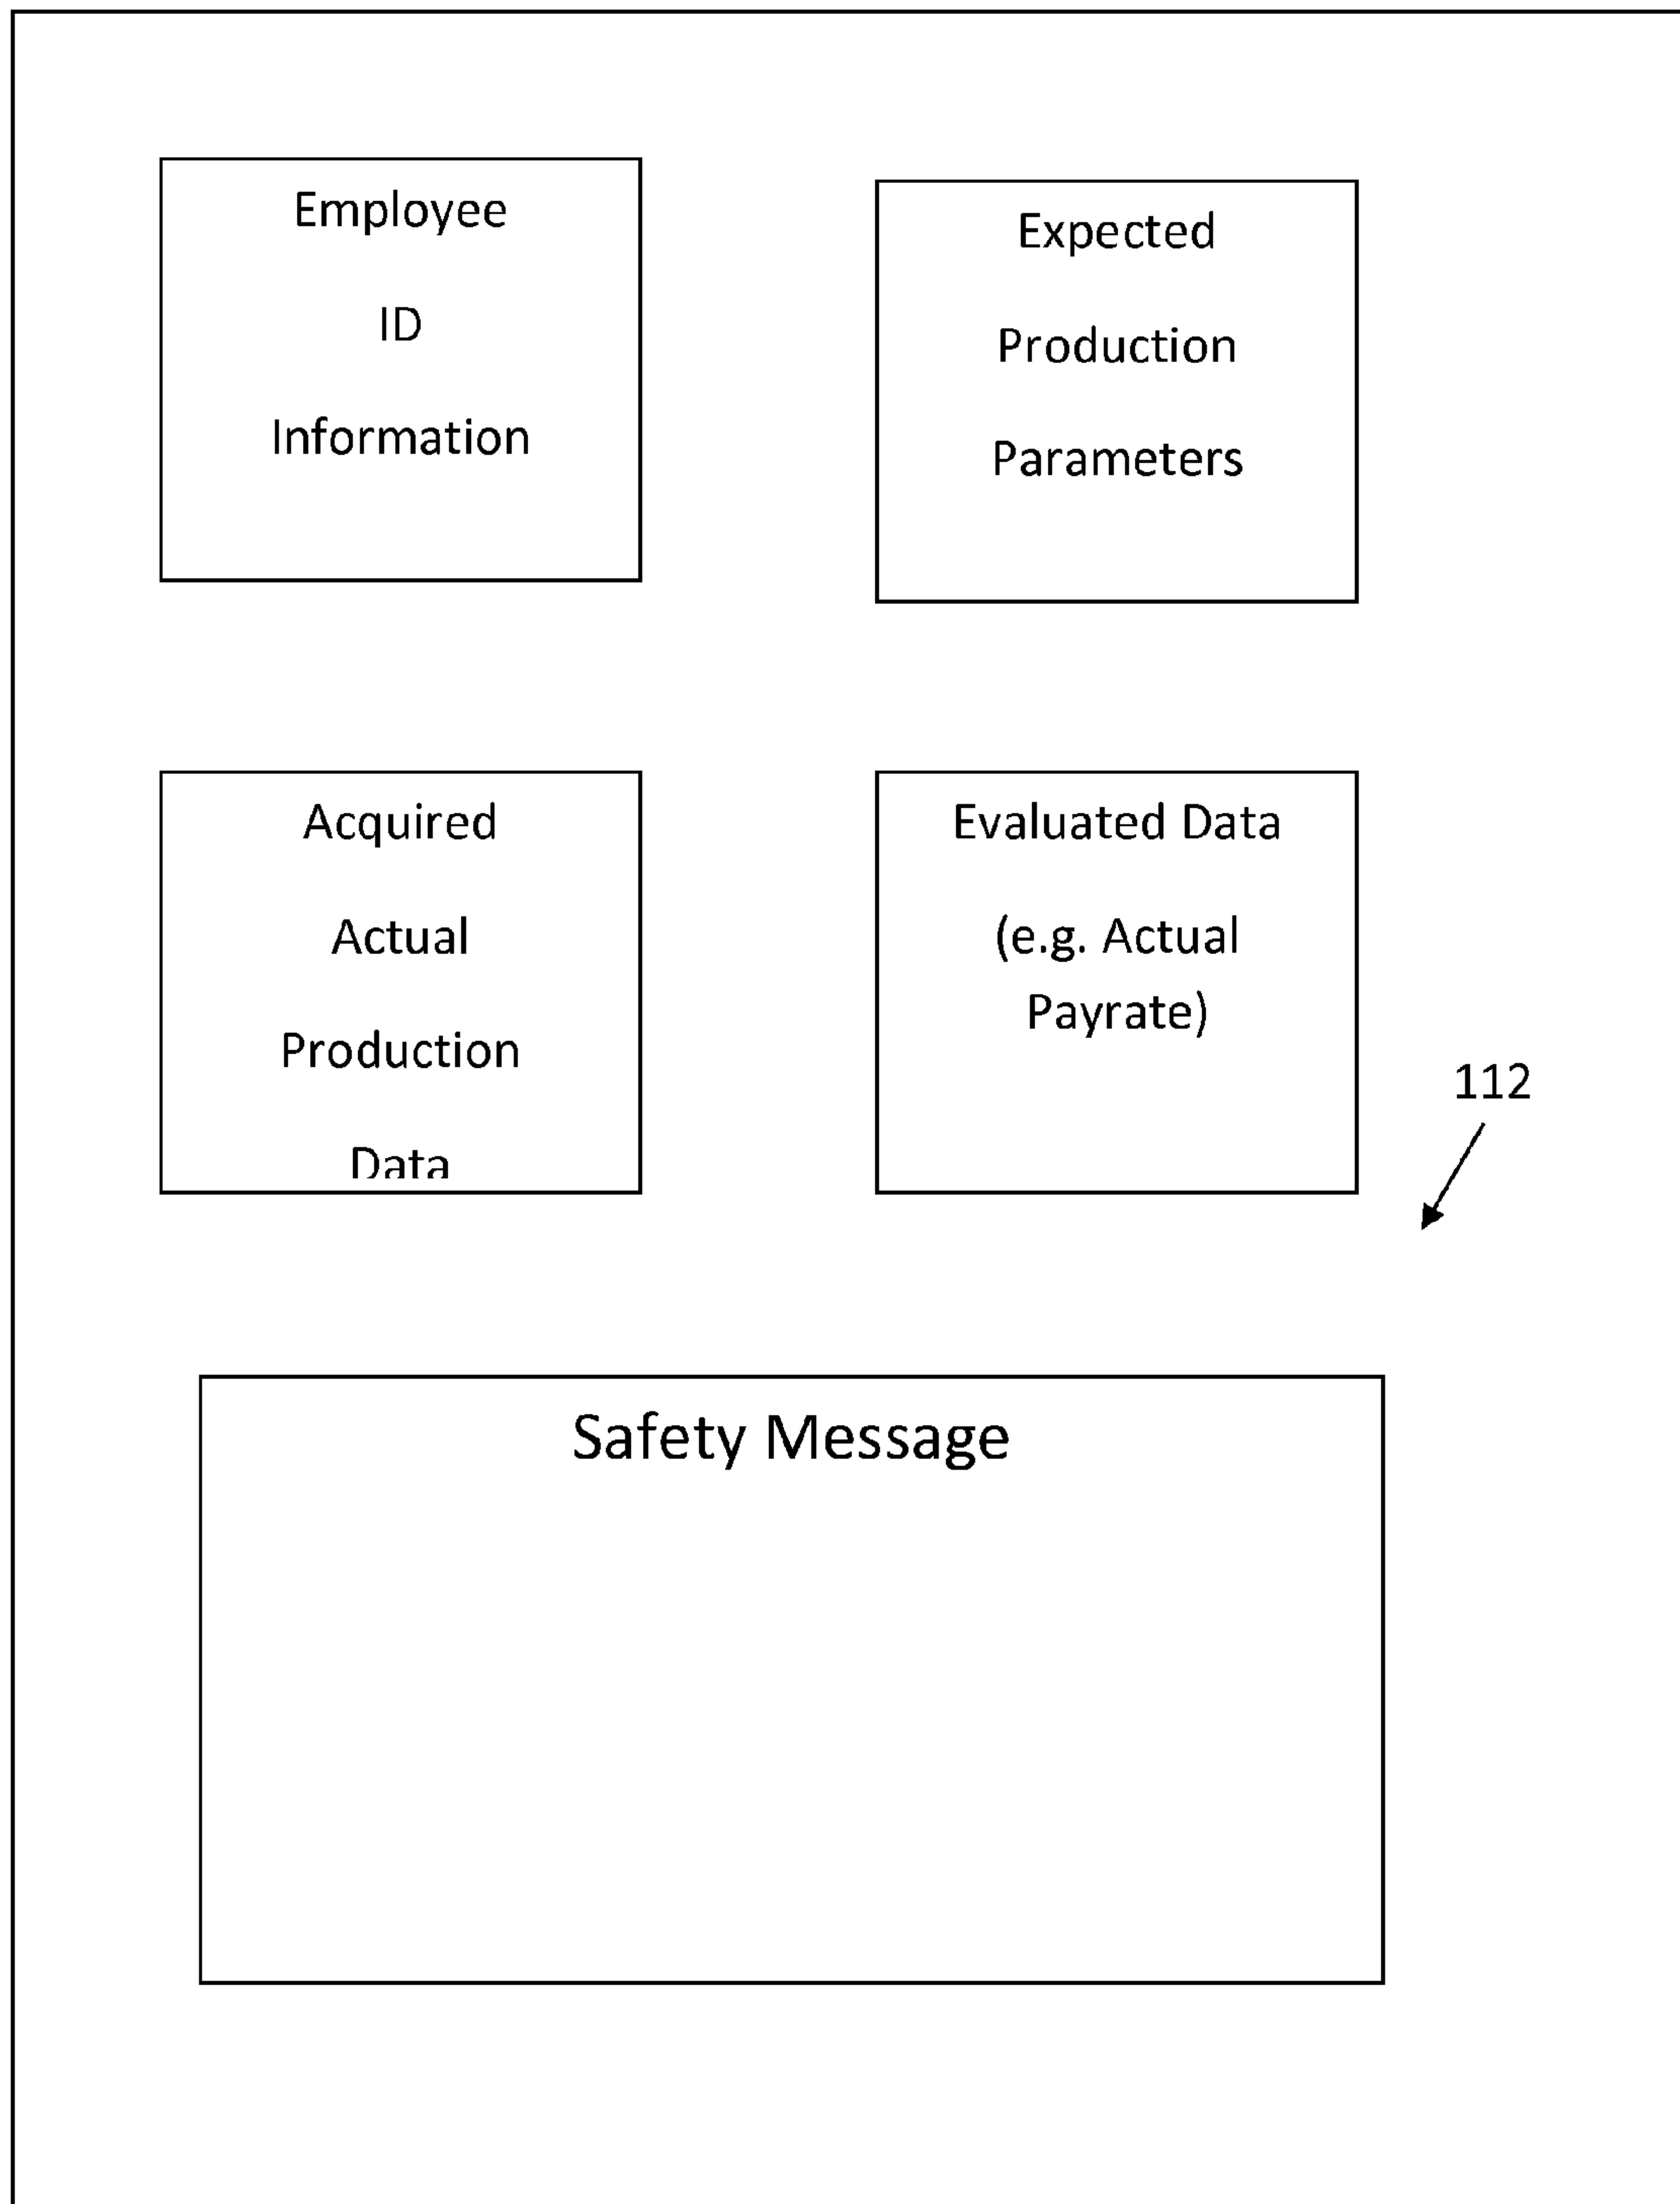 Employee
ID
Information
Expected
Production
Parameters
Acquired
Actual
Production
Data
Evaluated Data
(e.g. Actual
Payrate)
112
Safety Message